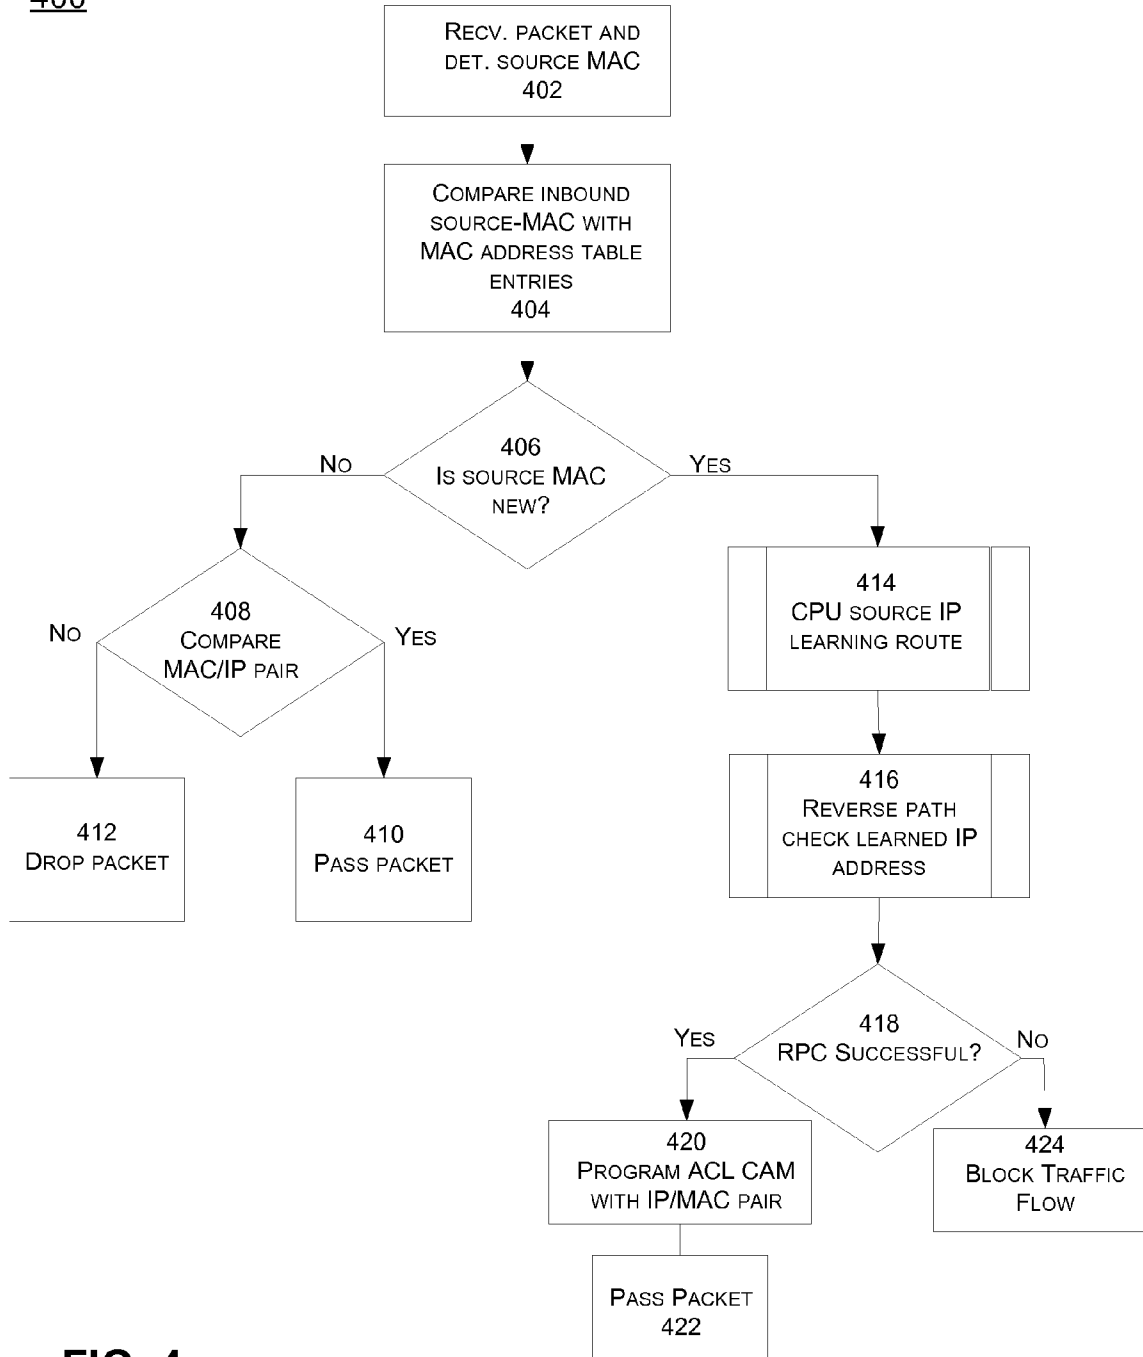 400
RECV. PACKET AND
DET. SOURCE MAC
402
COMPARE INBOUND
SOURCE-MAC WITH
MAC ADDRESS TABLE
ENTRIES
404
406
IS SOURCE MAC
NEW?
NO
YES
408
COMPARE
MAC/IP PAIR
NO
YES
412
DROP PACKET
410
PASS PACKET
414
CPU SOURCE IP
LEARNING ROUTE
416
REVERSE PATH
CHECK LEARNED IP
ADDRESS
418
RPC SUCCESSFUL?
YES
NO
420
PROGRAM ACL CAM
WITH IP/MAC PAIR
424
BLOCK TRAFFIC
FLOW
PASS PACKET
422
FIG. 4